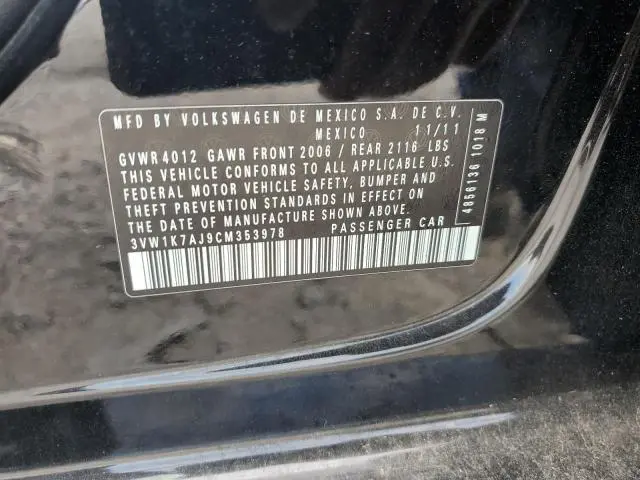 MFD BY VOLKSWAGEN DE MEXICO S.A. DE C.V.
MEXICO 11/11
GVWR 4012 GAWR FRONT 2006 / REAR 2116 LBS
THIS VEHICLE CONFORMS TO ALL APPLICABLE U.S.
FEDERAL MOTOR VEHICLE SAFETY, BUMPER AND
THEFT PREVENTION STANDARDS IN EFFECT ON
THE DATE OF MANUFACTURE SHOWN ABOVE.
3VW1K7AJ9CM353978 PASSENGER CAR
4856136 1018 M